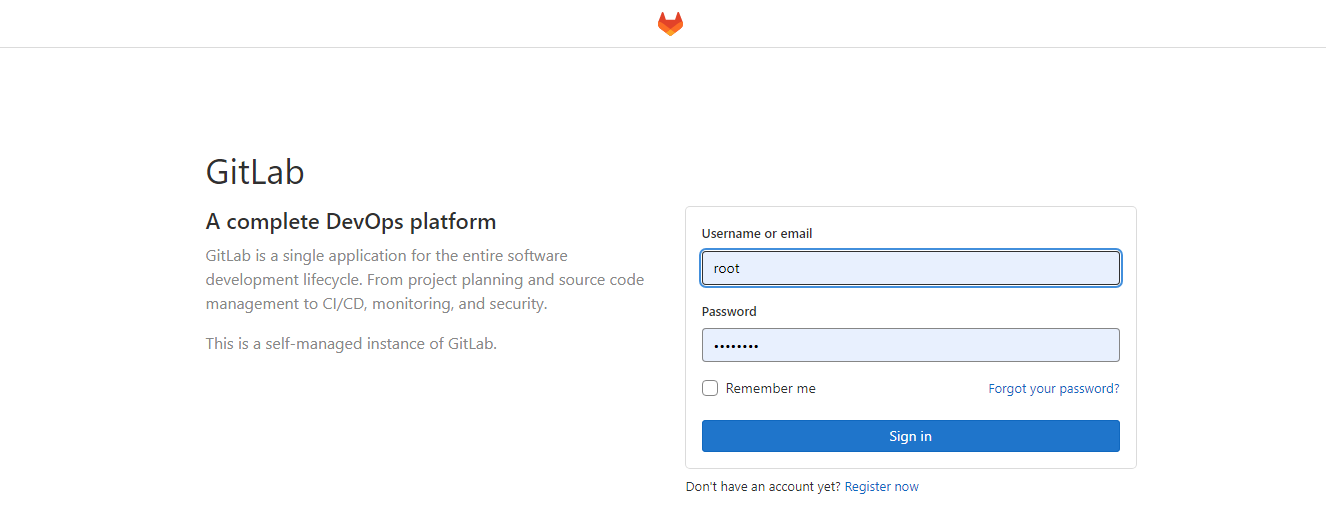 GitLab
A complete DevOps platform
GitLab is a single application for the entire software
development lifecycle. From project planning and source code
management to CI/CD, monitoring, and security.
This is a self-managed instance of GitLab.
Username or email
root
Password
••••••••
Remember me
Forgot your password?
Sign in
Don't have an account yet? Register now